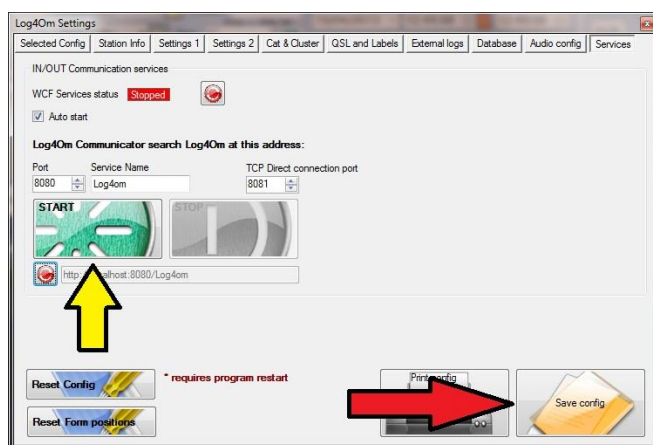 Log4Om Settings
Selected Config Station Info Settings 1 Settings 2 Cat & Cluster QSL and Labels External logs Database Audio config Services
IN/OUT Communication services
WCF Services status Stopped
Auto start
Log4Om Communicator search Log4Om at this address:
Port Service Name TCP Direct connection port
8080 Log4om 8081
START STOP
http://localhost:8080/Log4om
Reset Config * requires program restart Print config
Save config
Reset Form positions